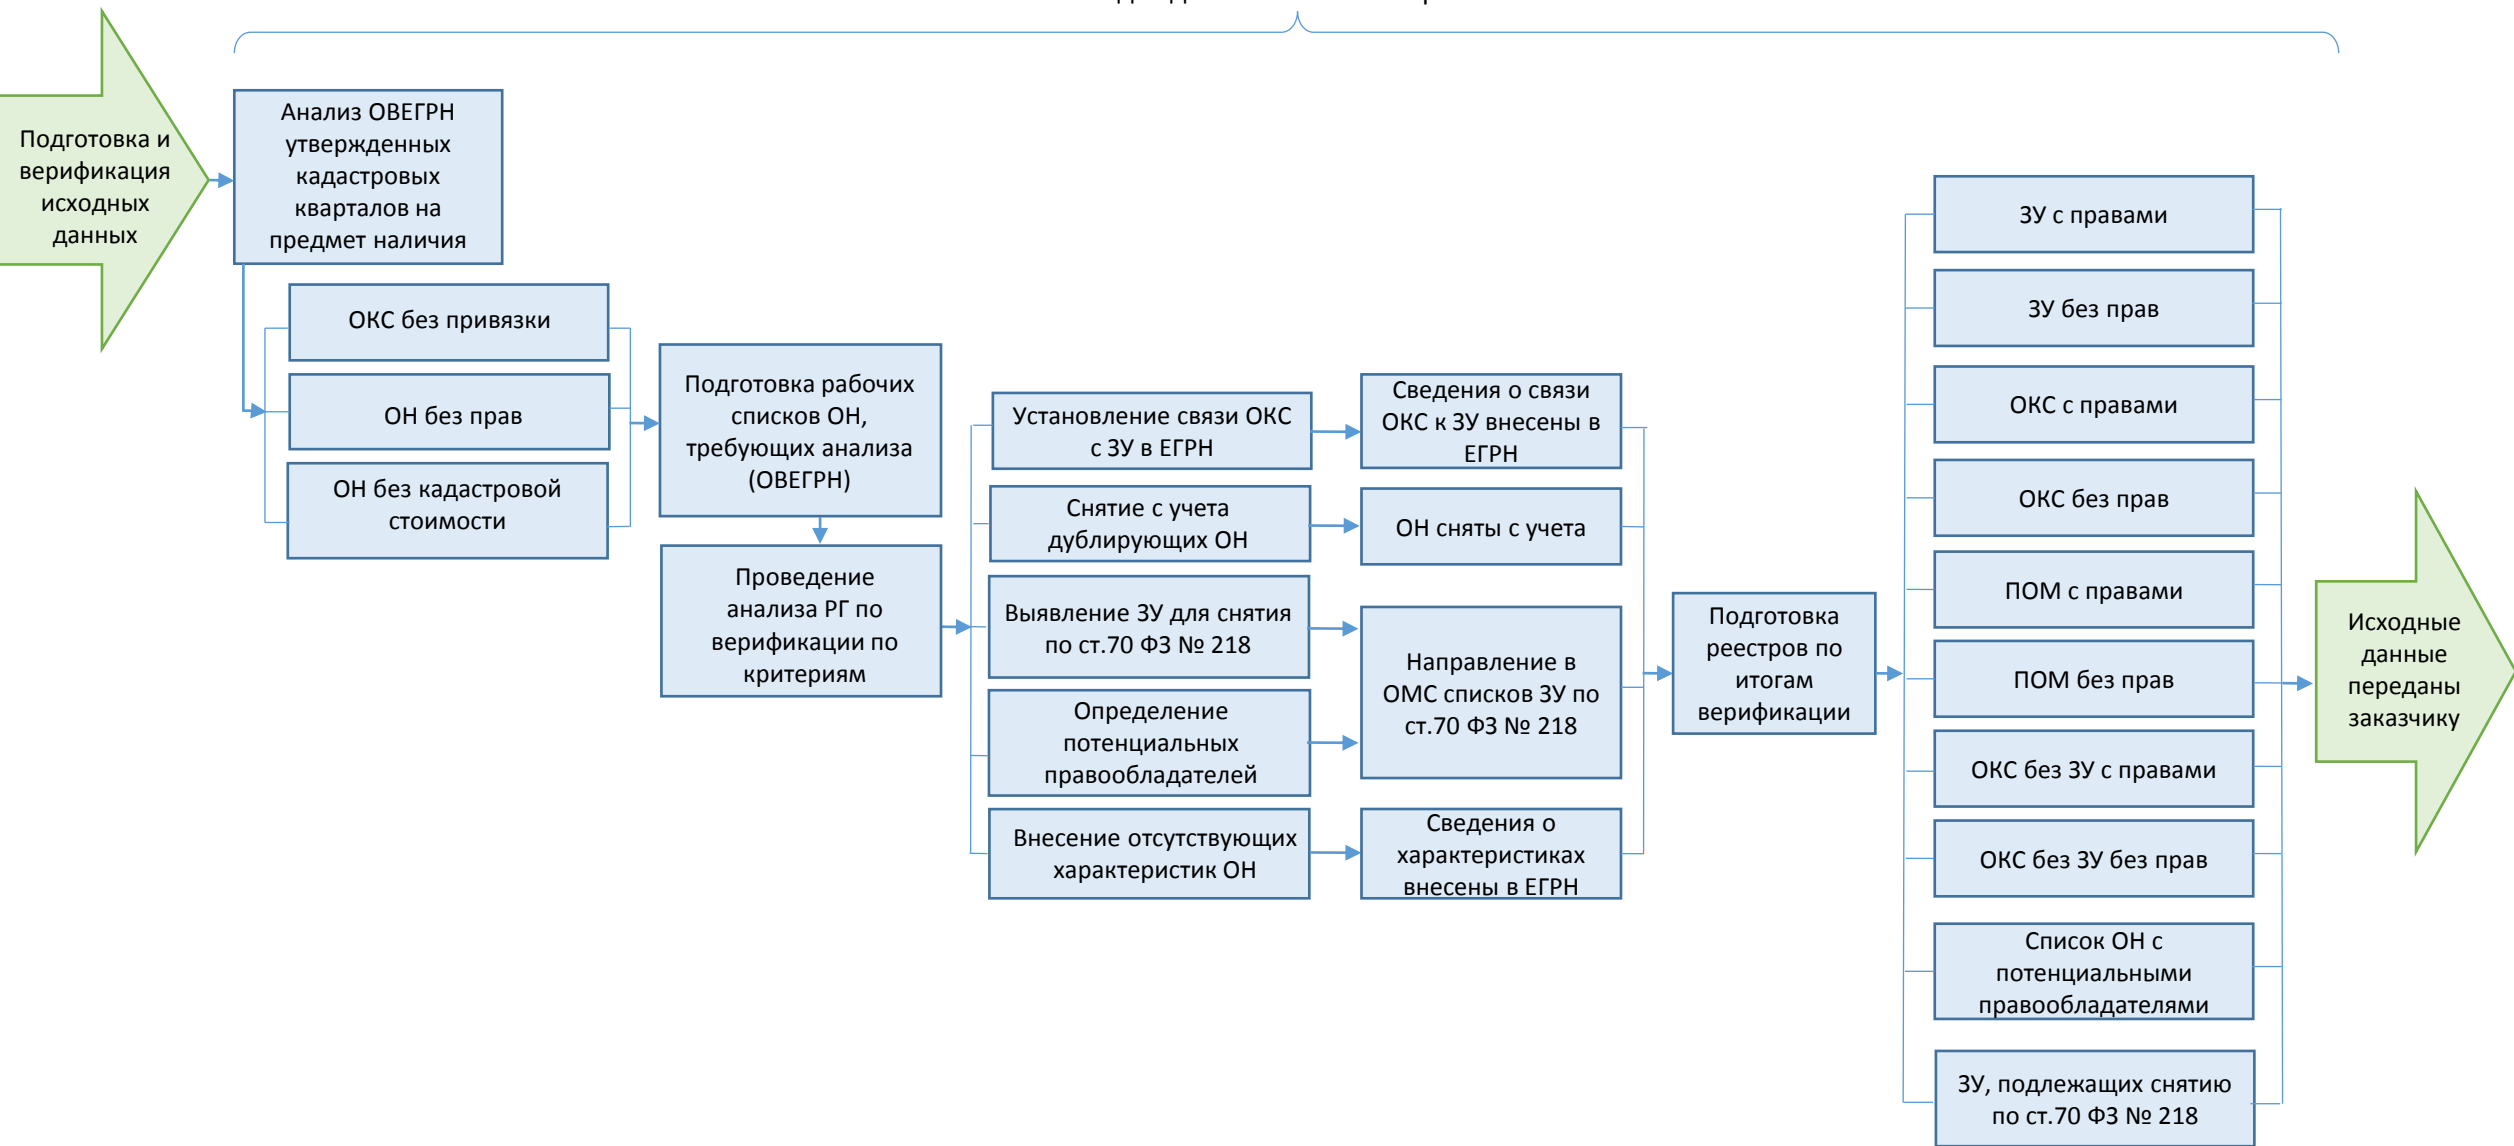 Подготовка и
верификация
исходных
данных
Анализ ОВЕГРН
утвержденных
кадастровых
кварталов на
предмет наличия
ОКС без привязки
ОН без прав
ОН без кадастровой
стоимости
Подготовка рабочих
списков ОН,
требующих анализа
(ОВЕГРН)
Проведение
анализа РГ по
верификации по
критериям
Установление связи ОКС
с ЗУ в ЕГРН
Снятие с учета
дублирующих ОН
Выявление ЗУ для снятия
по ст.70 ФЗ № 218
Определение
потенциальных
правообладателей
Внесение отсутствующих
характеристик ОН
Сведения о связи
ОКС к ЗУ внесены в
ЕГРН
ОН сняты с учета
Направление в
ОМС списков ЗУ по
ст.70 ФЗ № 218
Сведения о
характеристиках
внесены в ЕГРН
Подготовка
реестров по
итогам
верификации
ЗУ с правами
ЗУ без прав
ОКС с правами
ОКС без прав
ПОМ с правами
ПОМ без прав
ОКС без ЗУ с правами
ОКС без ЗУ без прав
Список ОН с
потенциальными
правообладателями
ЗУ, подлежащих снятию
по ст.70 ФЗ № 218
Исходные
данные
переданы
заказчику